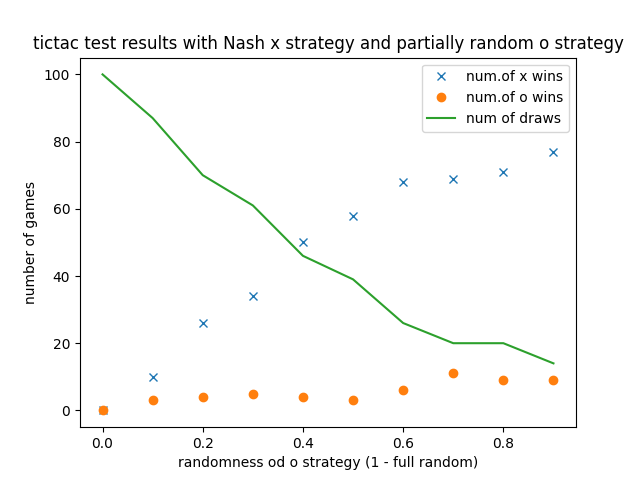 tictac test results with Nash x strategy and partially random o strategy
100
80
60
40
20
0
number of games
num.of x wins
num.of o wins
num of draws
0.0 0.2 0.4 0.6 0.8
randomness od o strategy (1 - full random)